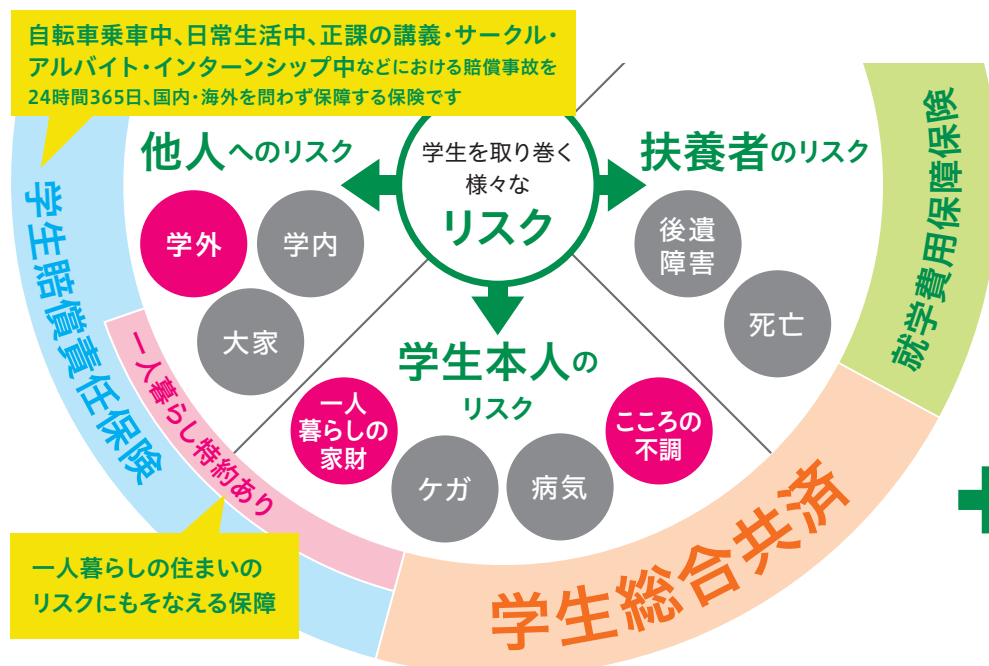 自転車乗車中、日常生活中、正課の講義・サークル・
アルバイト・インターンシップ中などにおける賠償事故を
24時間365日、国内・海外を問わず保障する保険です
学生を取り巻く
様々な
リスク
他人へのリスク
学外
学内
大家
扶養者のリスク
後遺
障害
死亡
学生本人の
リスク
一人
暮らしの
家財
ケガ
病気
こころの
不調
学生賠償責任保険
一人暮らし特約あり
学生総合共済
就学費用保障保険
一人暮らしの住まいの
リスクにもそなえる保障